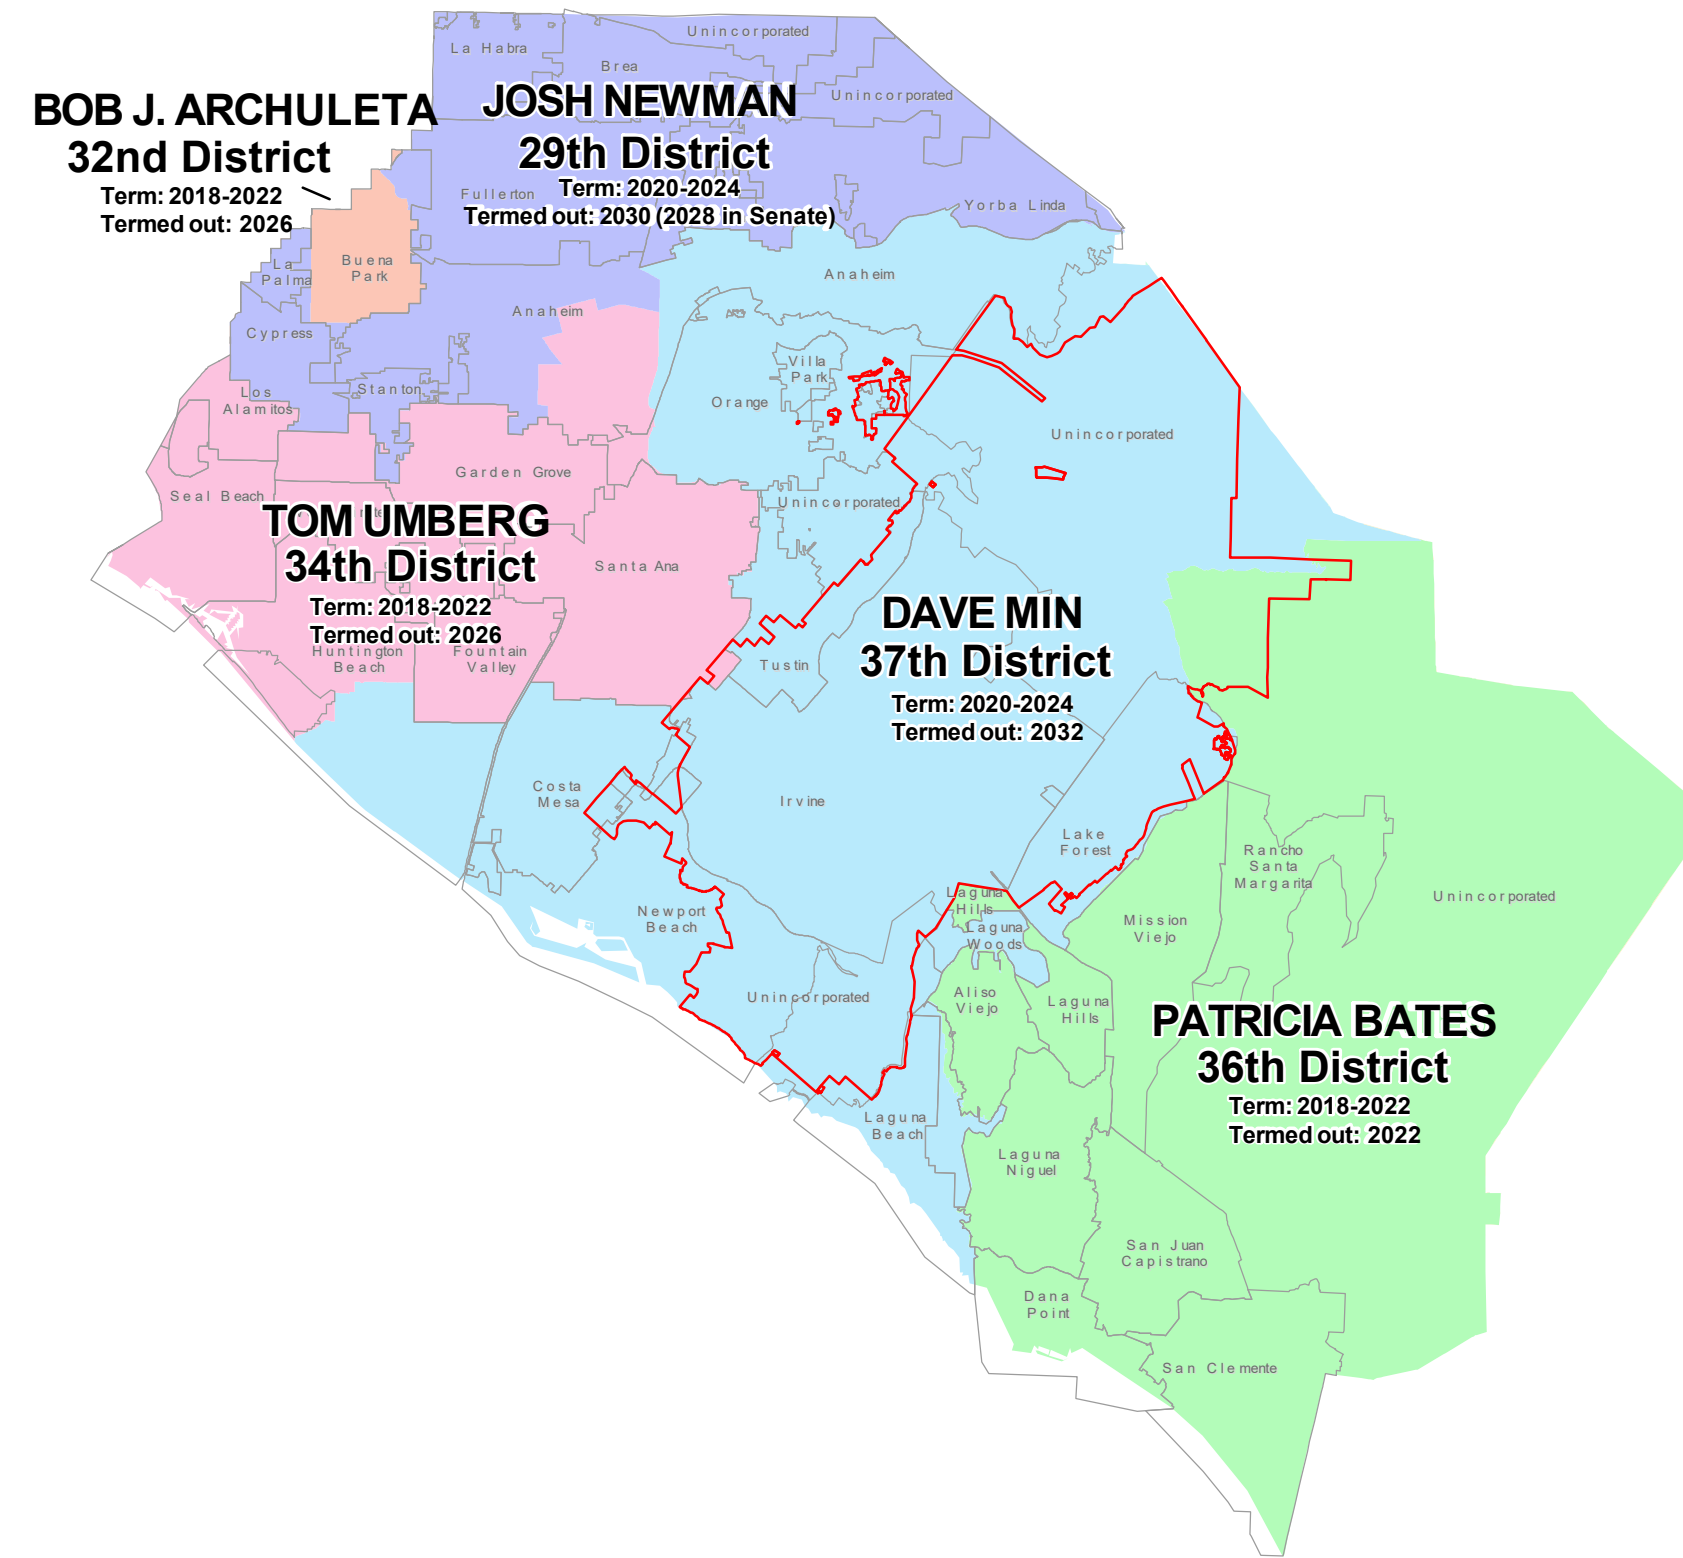 Unincorporated
La Habra
Brea
Unincorporated
BOB J. ARCHULETA
32nd District
Term: 2018-2022
Termed out: 2026
JOSH NEWMAN
29th District
Term: 2020-2024
Termed out: 2030 (2028 in Senate)
Fullerton
Yorba Linda
Buena
Park
La
Palma
Anaheim
Anaheim
Cypress
Villa
Park
Stanton
Los
Alamitos
Orange
Unincorporated
Garden Grove
Seal Beach
Unincorporated
TOM UMBERG
34th District
Term: 2018-2022
Termed out: 2026
Santa Ana
Huntington
Beach
Fountain
Valley
Tustin
DAVE MIN
37th District
Term: 2020-2024
Termed out: 2032
Costa
Mesa
Irvine
Lake
Forest
Rancho
Santa
Margarita
Unincorporated
Laguna
Hills
Laguna
Woods
Newport
Beach
Mission
Viejo
Unincorporated
Aliso
Viejo
Laguna
Hills
PATRICIA BATES
36th District
Term: 2018-2022
Termed out: 2022
Laguna
Beach
Laguna
Niguel
San Juan
Capistrano
Dana
Point
San Clemente